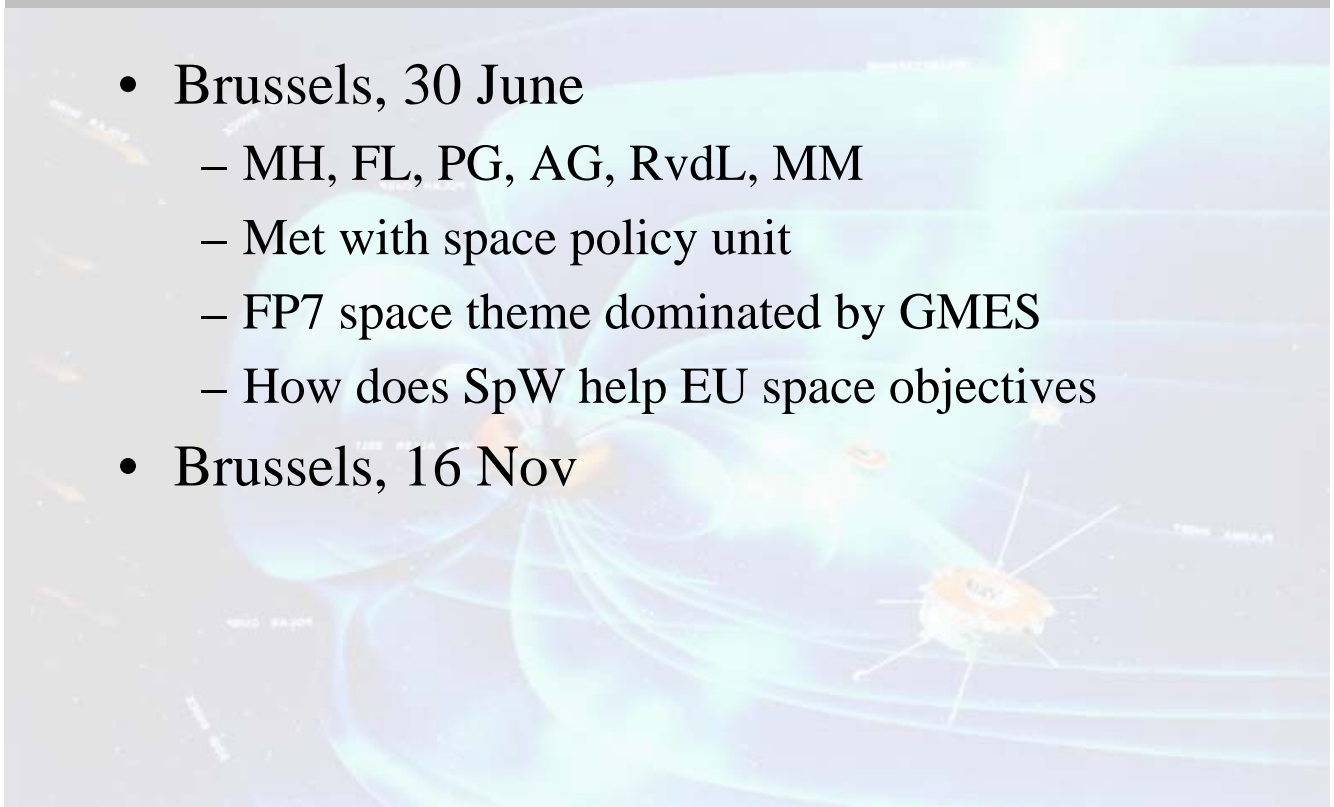 • Brussels, 30 June
– MH, FL, PG, AG, RvdL, MM
– Met with space policy unit
– FP7 space theme dominated by GMES
– How does SpW help EU space objectives
• Brussels, 16 Nov